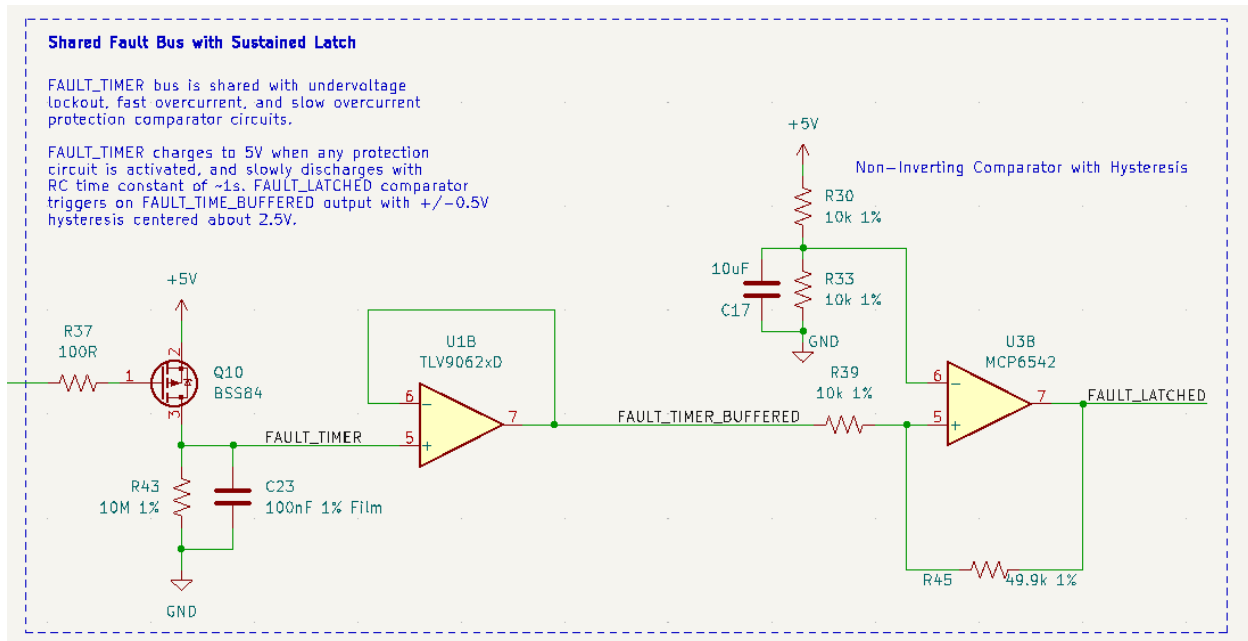 Shared Fault Bus with Sustained Latch
FAULT_TIMER bus is shared with undervoltage
lockout, fast overcurrent, and slow overcurrent
protection comparator circuits.
FAULT_TIMER charges to 5V when any protection
circuit is activated, and slowly discharges with
RC time constant of ~1s. FAULT_LATCHED comparator
triggers on FAULT_TIME_BUFFERED output with +/-0.5V
hysteresis centered about 2.5V.
+5V
Non-Inverting Comparator with Hysteresis
R30
10k 1%
10uF
C17
R33
10k 1%
GND
+5V
R37
100R
1
2
3
Q10
BSS84
U1B
TLV9062xD
6
5
7
FAULT_TIMER
FAULT_TIMER_BUFFERED
R39
10k 1%
U3B
MCP6542
6
5
7
FAULT_LATCHED
R43
10M 1%
C23
100nF 1% Film
GND
R45
49.9k 1%